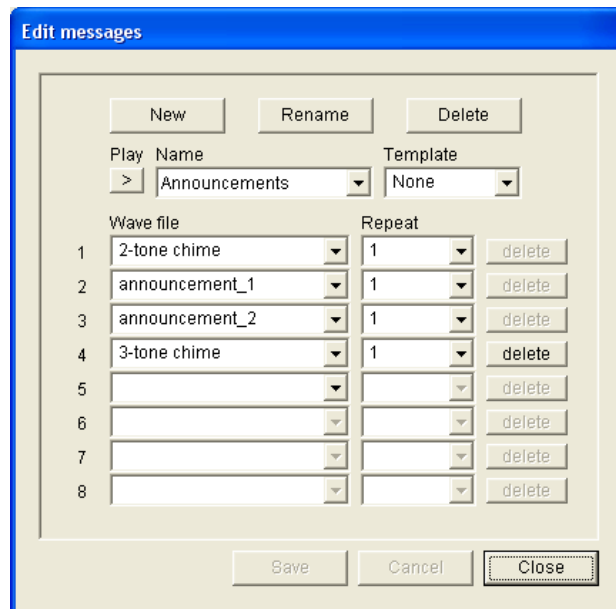 Edit messages
New Rename Delete
Play Name Template
> Announcements None
Wave file Repeat
1 2-tone chime 1 delete
2 announcement_1 1 delete
3 announcement_2 1 delete
4 3-tone chime 1 delete
5 delete
6 delete
7 delete
8 delete
Save Cancel Close